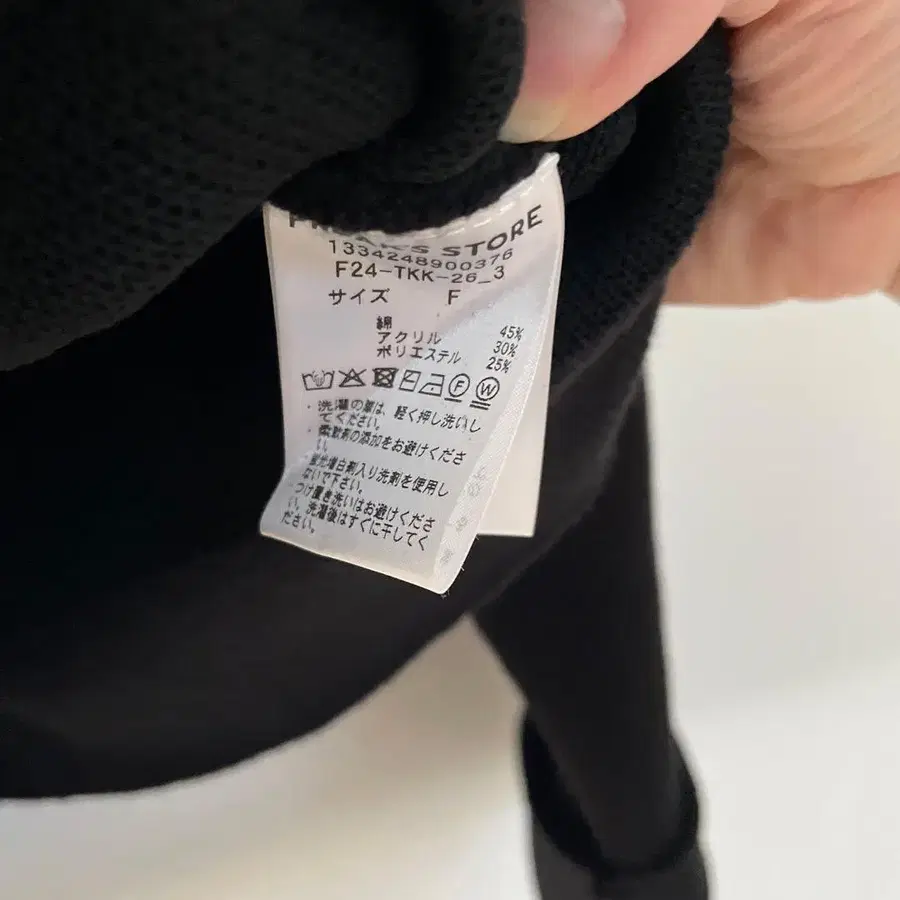 FREAK'S STORE
1334248900376
F24-TKK-26_3
サイズ F
綿 45%
アクリル 30%
ポリエステル 25%
F W
・洗濯の際は、軽く押し洗いし
てください。
・柔軟剤の添加をお避けくださ
い。
蛍光増白剤入り洗剤を使用し
ないで下さい。
つけ置き洗いはお避けくださ
い。洗濯後はすぐに干してく
ださい。